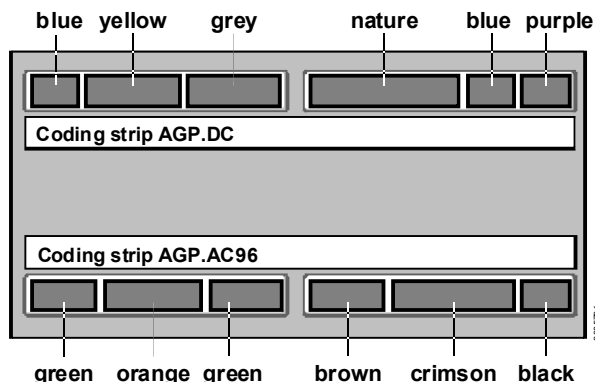 blue yellow grey nature blue purple
Coding strip AGP.DC
Coding strip AGP.AC96
green orange green brown crimson black